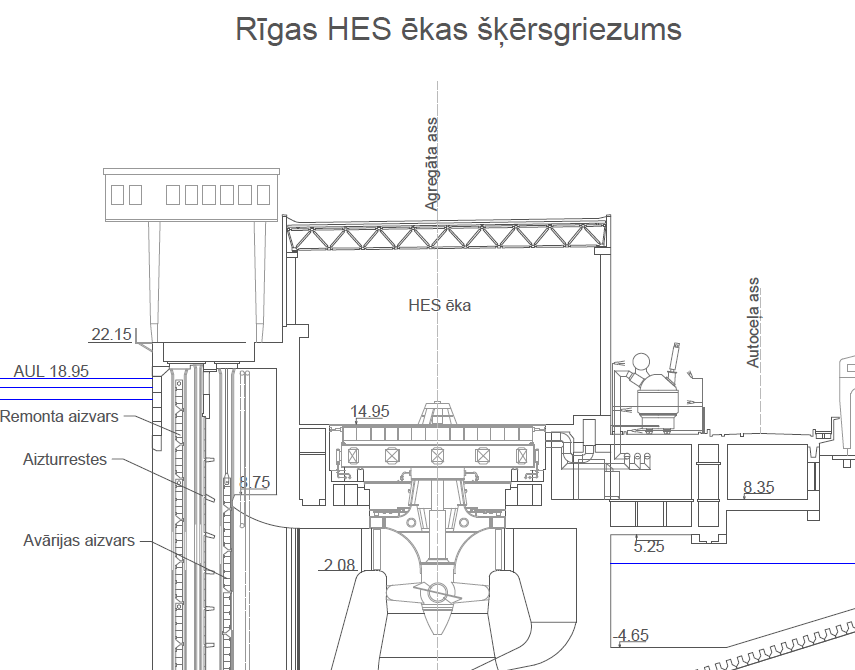 Rīgas HES ēkas šķērsgriezums
Agregāta ass
HES ēka
Autoceļa ass
22.15
AUL 18.95
14.95
Remonta aizvars
Aizturrestes
8.75
8.35
Avārijas aizvars
5.25
2.08
-4.65